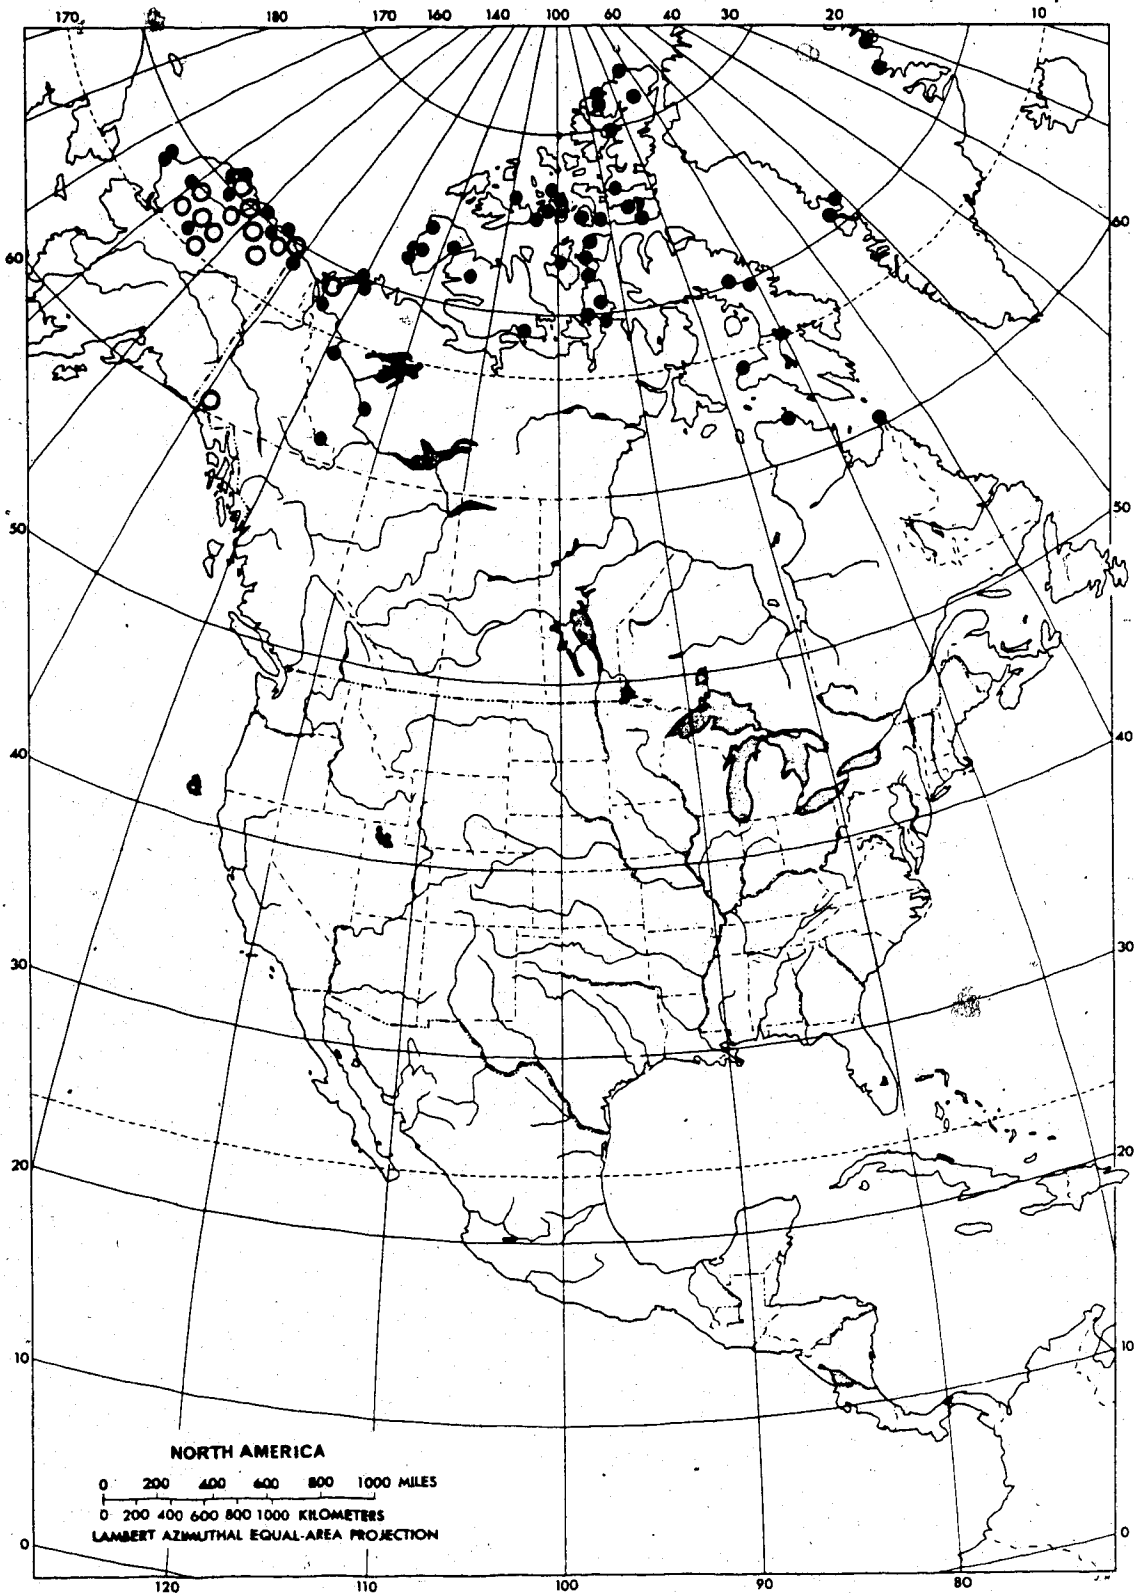 170 180 170 160 140 100 60 40 30 20 10
60 60
50 50
40 40
30 30
20 20
10 10
NORTH AMERICA
0 200 400 600 800 1000 MILES
0 200 400 600 800 1000 KILOMETERS
LAMBERT AZIMUTHAL EQUAL-AREA PROJECTION
0 0
120 110 100 90 80